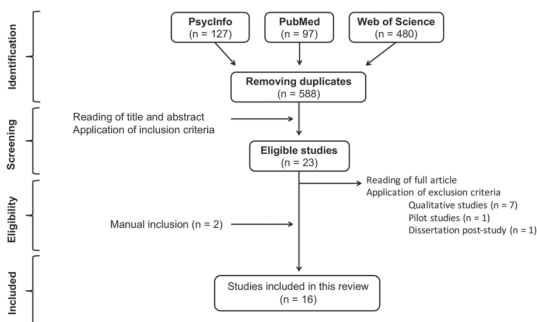 Identification
PsycInfo
(n = 127)
PubMed
(n = 97)
Web of Science
(n = 480)
Removing duplicates
(n = 588)
Screening
Reading of title and abstract
Application of inclusion criteria
Eligible studies
(n = 23)
Eligibility
Reading of full article
Application of exclusion criteria
Qualitative studies (n = 7)
Pilot studies (n = 1)
Dissertation post-study (n = 1)
Manual inclusion (n = 2)
Included
Studies included in this review
(n = 16)